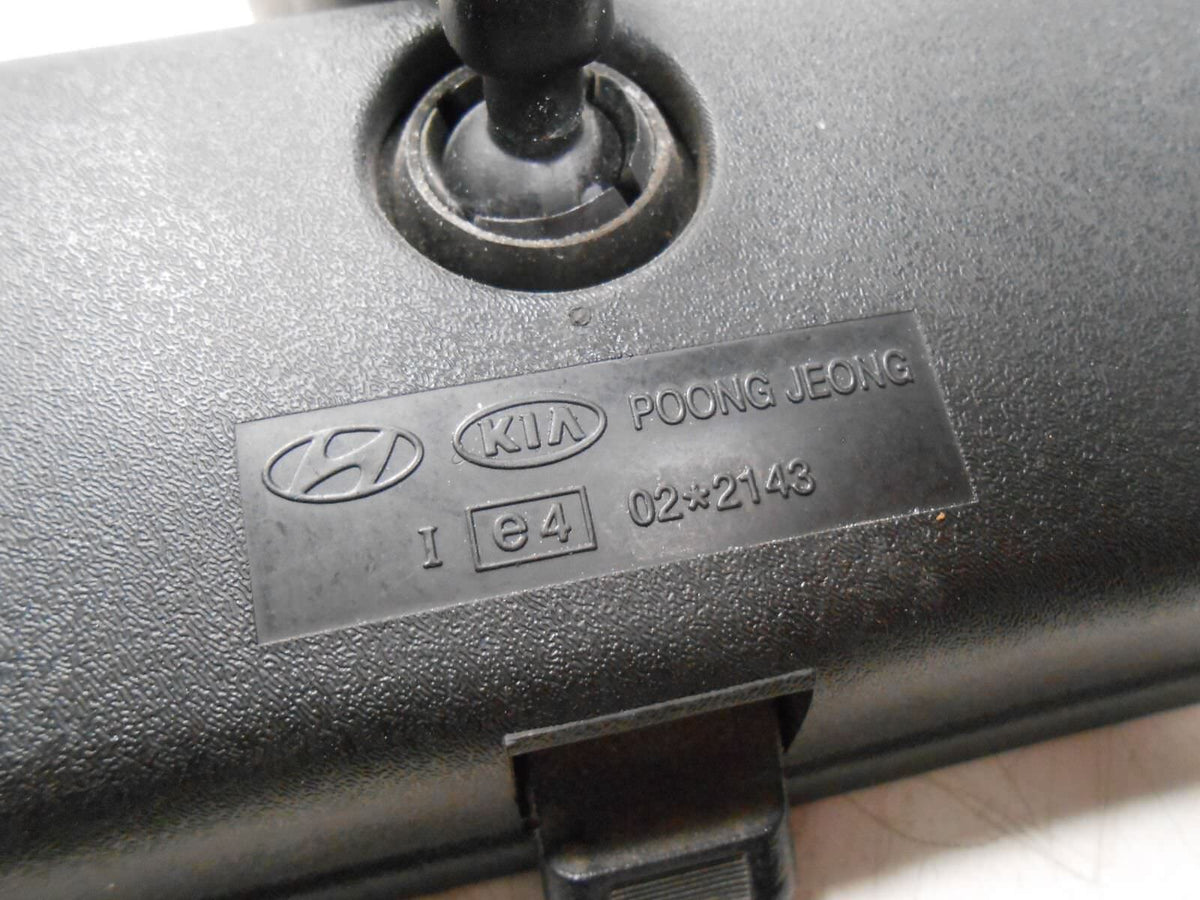 KIA POONG JEONG
I e4 02*2143